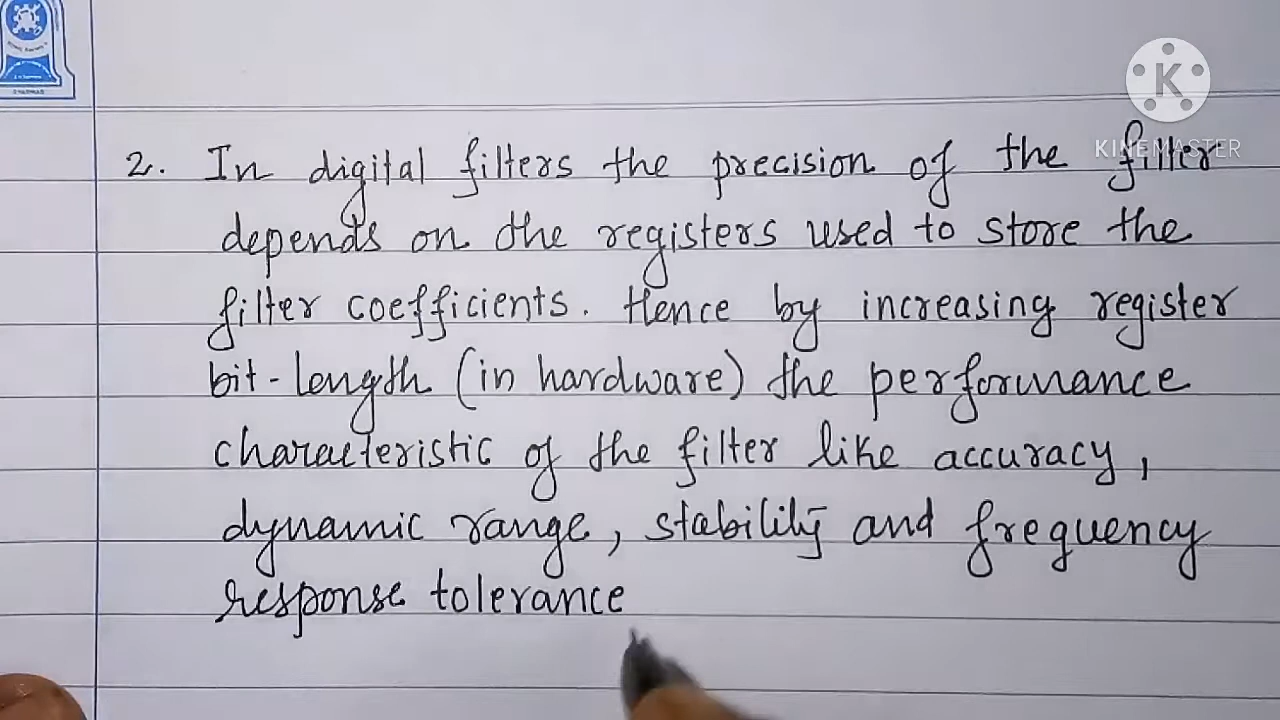 2. In digital filters the precision of the filter
depends on the registers used to store the
filter coefficients. Hence by increasing register
bit-length (in hardware) the performance
characteristic of the filter like accuracy,
dynamic range, stability and frequency
response tolerance
K
KINEMASTER